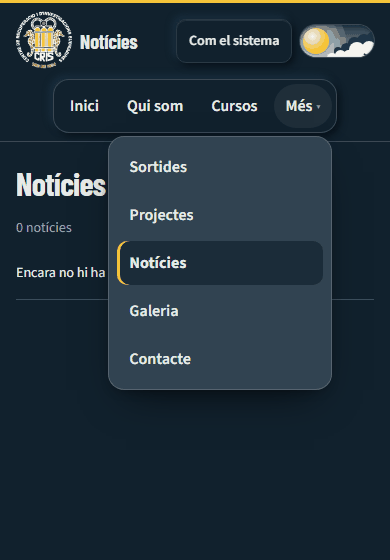 CRIS
Notícies
Com el sistema
Inici
Qui som
Cursos
Més
Sortides
Projectes
Notícies
Galeria
Contacte
Notícies
0 notícies
Encara no hi ha